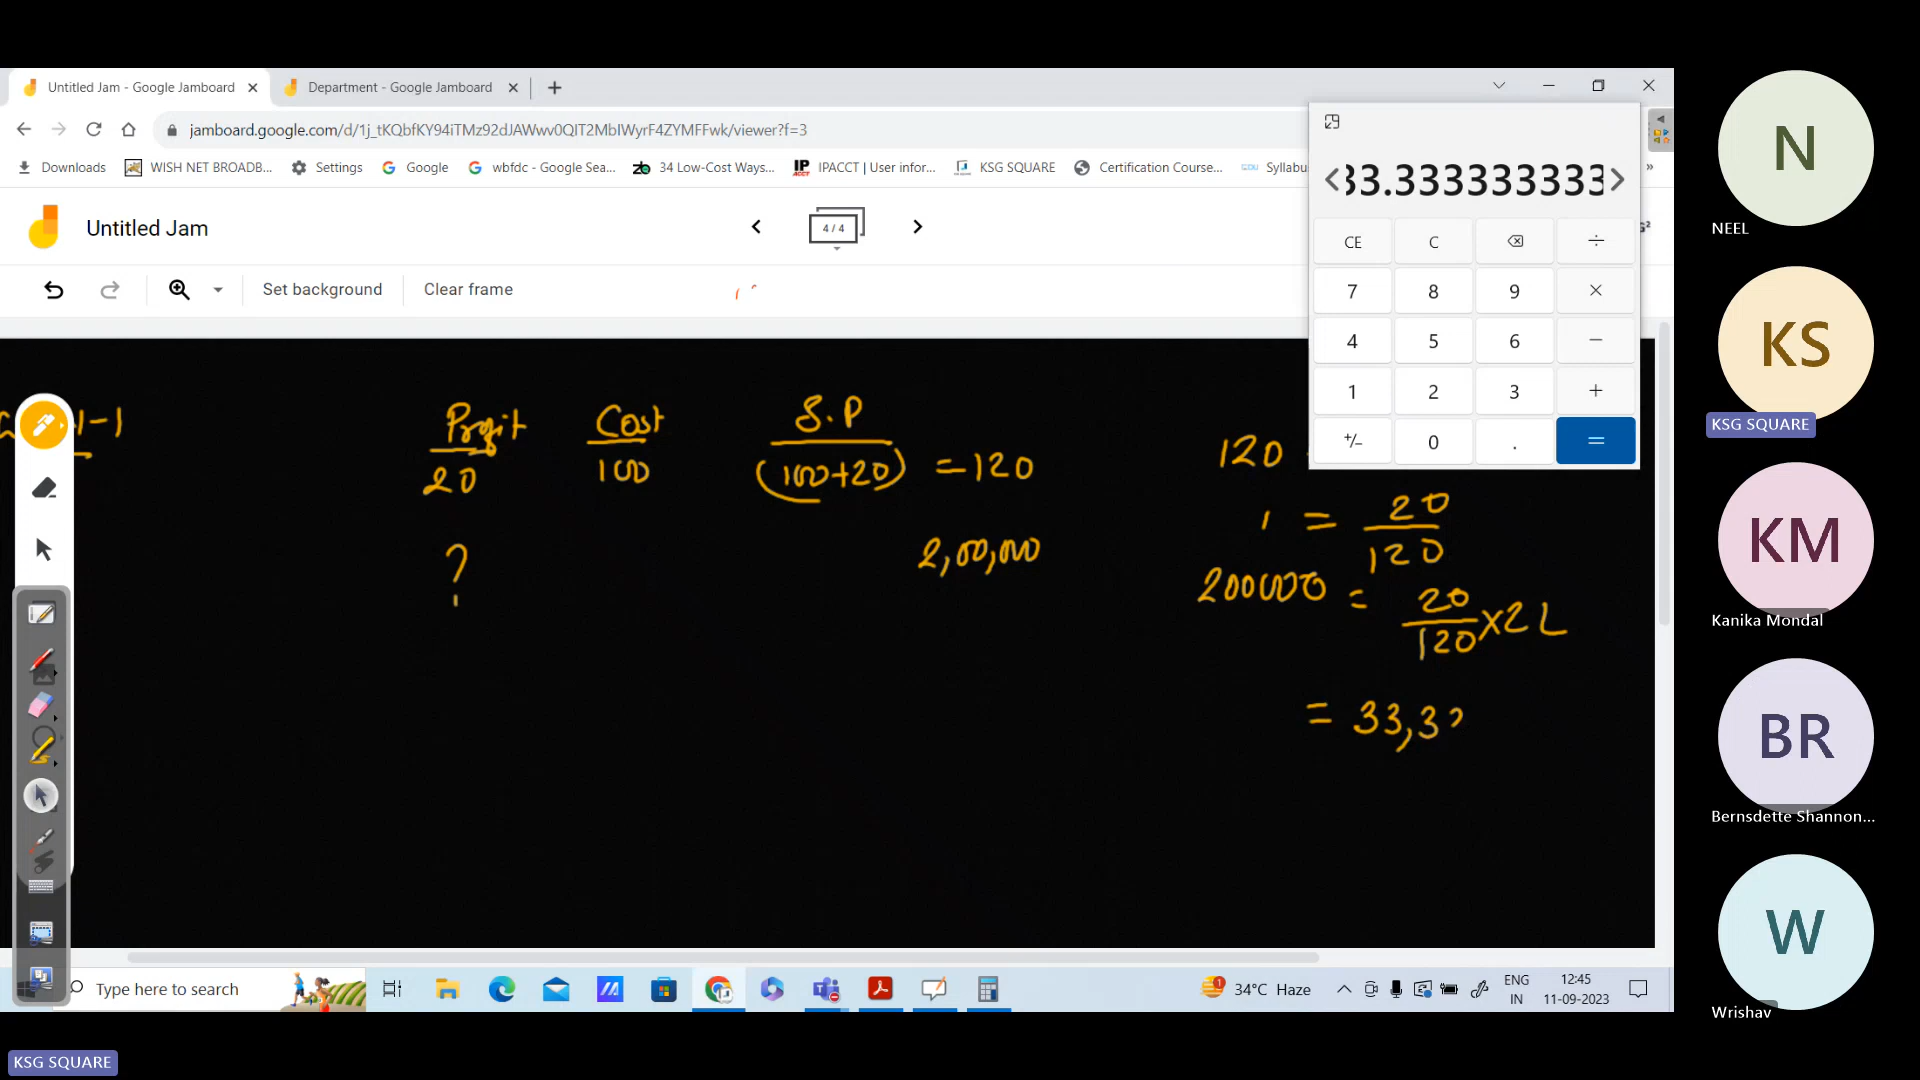 Untitled Jam - Google Jamboard
Department - Google Jamboard
jamboard.google.com/d/1j_tKQbfKY94iTMz92dJAWwv0QIT2MbIWyrF4ZYMFFwk/viewer?f=3
Downloads
WISH NET BROADB...
Settings
Google
wbfdc - Google Sea...
34 Low-Cost Ways...
IPACCT | User infor...
KSG SQUARE
Certification Course...
Syllabu
33.3333333333
CE C ÷
7 8 9 ×
4 5 6 −
1 2 3 +
+/− 0 . =
Untitled Jam
4 / 4
Set background
Clear frame
-1
Profit Cost S.P
20 100 (100+20) = 120
? 2,00,000
120
1 = 20/120
200000 = 20/120 × 2 L
= 33,3
Type here to search
34°C Haze
ENG
IN
12:45
11-09-2023
N
NEEL
KS
KSG SQUARE
KM
Kanika Mondal
BR
Bernsdette Shannon...
W
Wrishav
KSG SQUARE